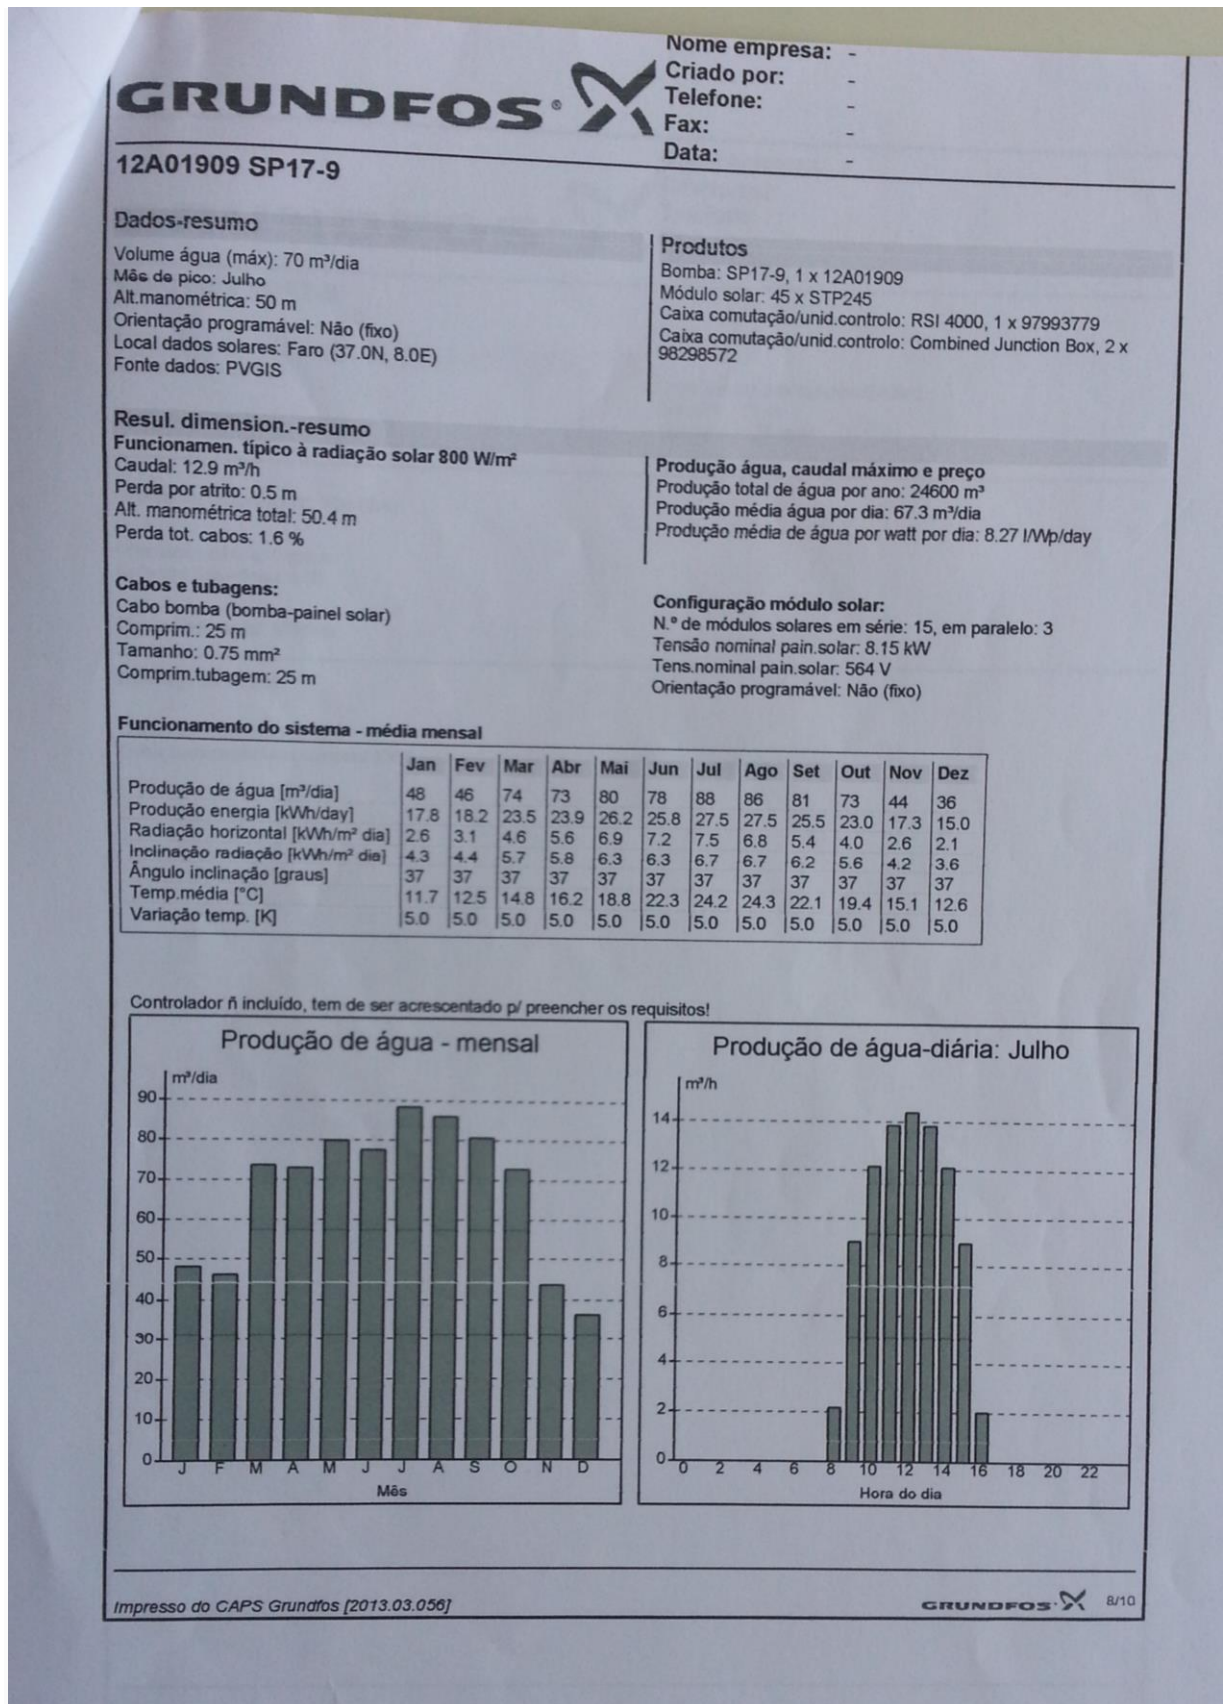 Nome empresa: -
Criado por: -
Telefone: -
Fax: -
Data: -
GRUNDFOS®
12A01909 SP17-9
Dados-resumo
Volume água (máx): 70 m³/dia
Mês de pico: Julho
Alt.manométrica: 50 m
Orientação programável: Não (fixo)
Local dados solares: Faro (37.0N, 8.0E)
Fonte dados: PVGIS
Produtos
Bomba: SP17-9, 1 x 12A01909
Módulo solar: 45 x STP245
Caixa comutação/unid.controlo: RSI 4000, 1 x 97993779
Caixa comutação/unid.controlo: Combined Junction Box, 2 x
98298572
Resul. dimension.-resumo
Funcionamen. típico à radiação solar 800 W/m²
Caudal: 12.9 m³/h
Perda por atrito: 0.5 m
Alt. manométrica total: 50.4 m
Perda tot. cabos: 1.6 %
Produção água, caudal máximo e preço
Produção total de água por ano: 24600 m³
Produção média água por dia: 67.3 m³/dia
Produção média de água por watt por dia: 8.27 l/Wp/day
Cabos e tubagens:
Cabo bomba (bomba-painel solar)
Comprim.: 25 m
Tamanho: 0.75 mm²
Comprim.tubagem: 25 m
Configuração módulo solar:
N.º de módulos solares em série: 15, em paralelo: 3
Tensão nominal pain.solar: 8.15 kW
Tens.nominal pain.solar: 564 V
Orientação programável: Não (fixo)
Funcionamento do sistema - média mensal
Jan Fev Mar Abr Mai Jun Jul Ago Set Out Nov Dez
Produção de água [m³/dia] 48 46 74 73 80 78 88 86 81 73 44 36
Produção energia [kWh/day] 17.8 18.2 23.5 23.9 26.2 25.8 27.5 27.5 25.5 23.0 17.3 15.0
Radiação horizontal [kWh/m² dia] 2.6 3.1 4.6 5.6 6.9 7.2 7.5 6.8 5.4 4.0 2.6 2.1
Inclinação radiação [kWh/m² dia] 4.3 4.4 5.7 5.8 6.3 6.3 6.7 6.7 6.2 5.6 4.2 3.6
Ângulo inclinação [graus] 37 37 37 37 37 37 37 37 37 37 37 37
Temp.média [°C] 11.7 12.5 14.8 16.2 18.8 22.3 24.2 24.3 22.1 19.4 15.1 12.6
Variação temp. [K] 5.0 5.0 5.0 5.0 5.0 5.0 5.0 5.0 5.0 5.0 5.0 5.0
Controlador ñ incluído, tem de ser acrescentado p/ preencher os requisitos!
Produção de água - mensal
m³/dia
90
80
70
60
50
40
30
20
10
0
J F M A M J J A S O N D
Mês
Produção de água-diária: Julho
m³/h
14
12
10
8
6
4
2
0
0 2 4 6 8 10 12 14 16 18 20 22
Hora do dia
Impresso do CAPS Grundfos [2013.03.056]
GRUNDFOS
8/10